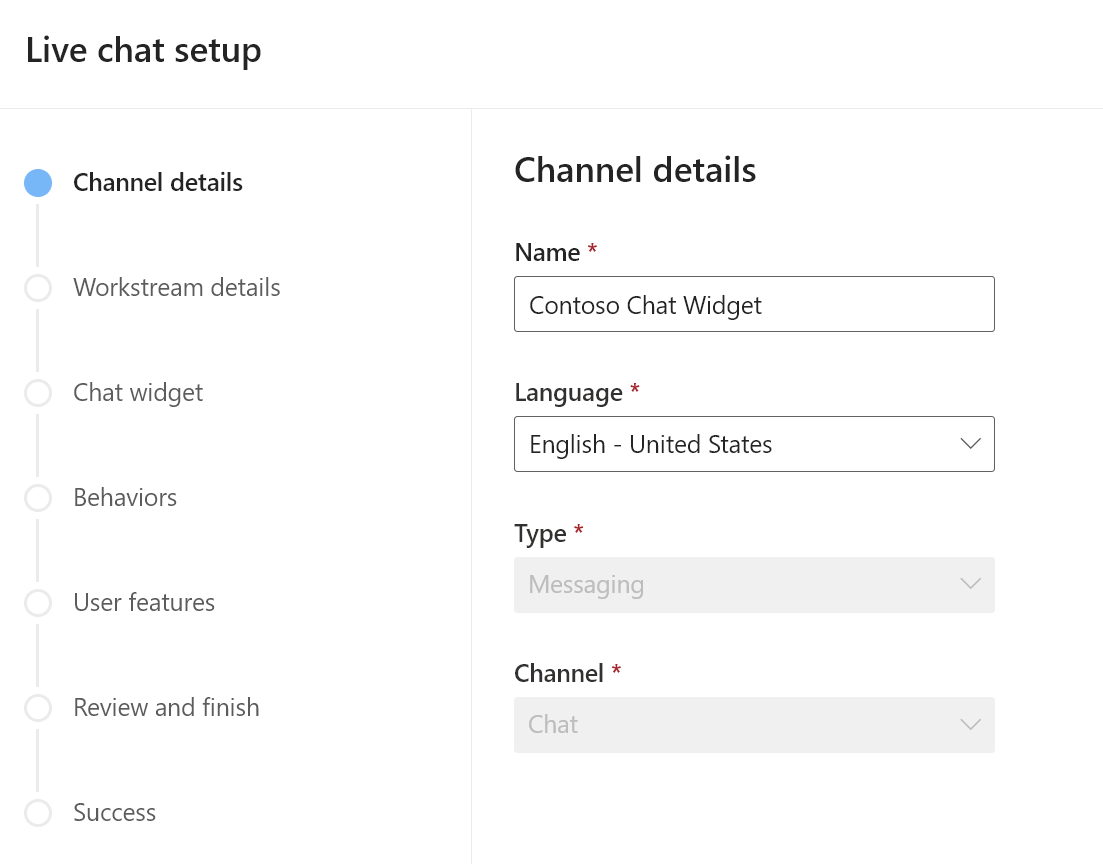 Live chat setup
Channel details
Workstream details
Chat widget
Behaviors
User features
Review and finish
Success
Channel details
Name *
Contoso Chat Widget
Language *
English - United States
Type *
Messaging
Channel *
Chat